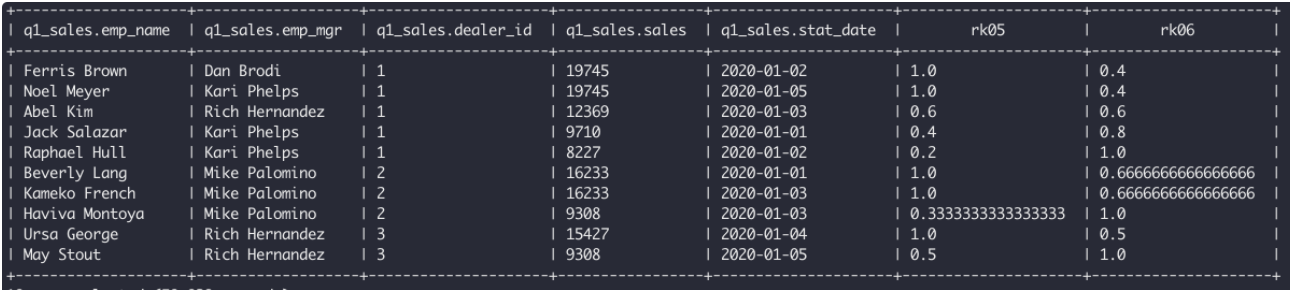 +--------------------+-------------------+---------------------+-----------------+---------------------+---------------------+---------------------+
| q1_sales.emp_name | q1_sales.emp_mgr | q1_sales.dealer_id | q1_sales.sales | q1_sales.stat_date | rk05 | rk06 |
+--------------------+-------------------+---------------------+-----------------+---------------------+---------------------+---------------------+
| Ferris Brown | Dan Brodi | 1 | 19745 | 2020-01-02 | 1.0 | 0.4 |
| Noel Meyer | Kari Phelps | 1 | 19745 | 2020-01-05 | 1.0 | 0.4 |
| Abel Kim | Rich Hernandez | 1 | 12369 | 2020-01-03 | 0.6 | 0.6 |
| Jack Salazar | Kari Phelps | 1 | 9710 | 2020-01-01 | 0.4 | 0.8 |
| Raphael Hull | Kari Phelps | 1 | 8227 | 2020-01-02 | 0.2 | 1.0 |
| Beverly Lang | Mike Palomino | 2 | 16233 | 2020-01-01 | 1.0 | 0.6666666666666666 |
| Kameko French | Mike Palomino | 2 | 16233 | 2020-01-03 | 1.0 | 0.6666666666666666 |
| Haviva Montoya | Mike Palomino | 2 | 9308 | 2020-01-03 | 0.3333333333333333 | 1.0 |
| Ursa George | Rich Hernandez | 3 | 15427 | 2020-01-04 | 1.0 | 0.5 |
| May Stout | Rich Hernandez | 3 | 9308 | 2020-01-05 | 0.5 | 1.0 |
+--------------------+-------------------+---------------------+-----------------+---------------------+---------------------+---------------------+